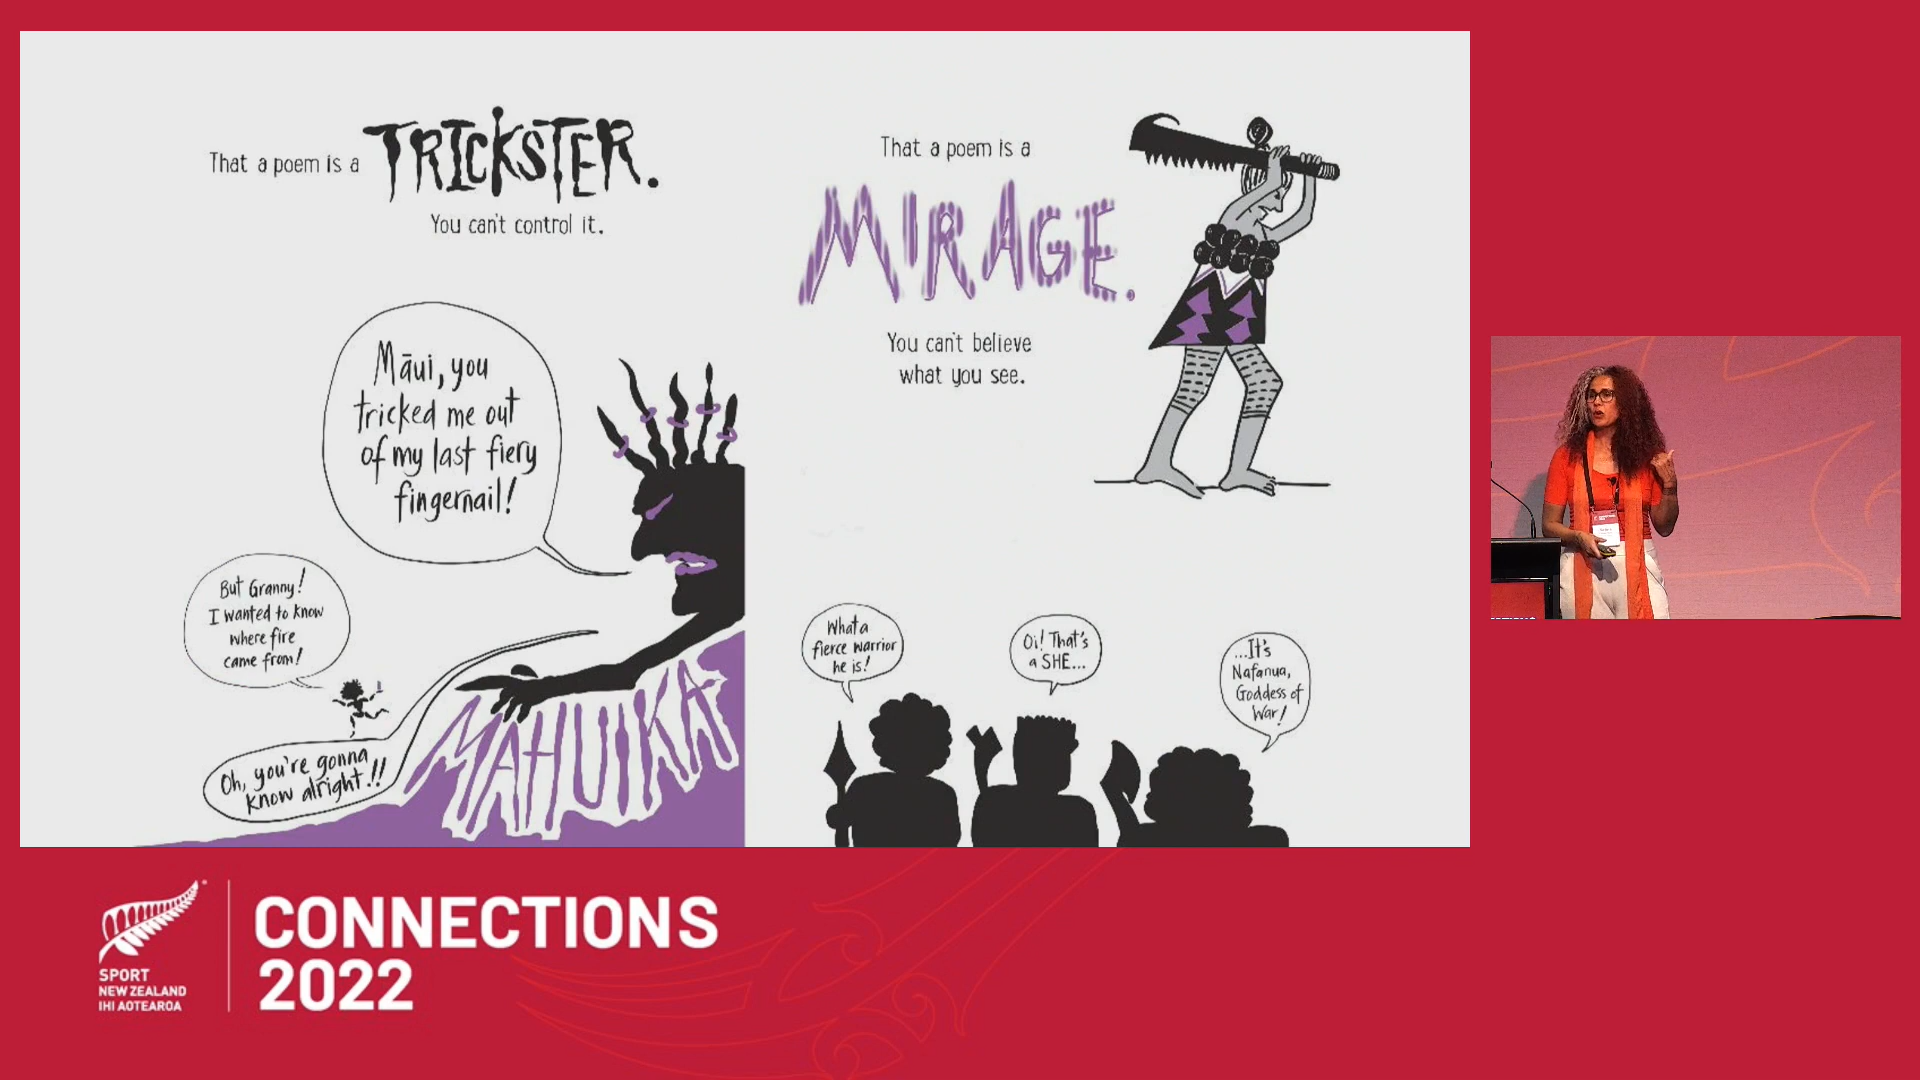 That a poem is a TRICKSTER.
You can't control it.
Māui, you
tricked me out
of my last fiery
fingernail!
But Granny!
I wanted to know
where fire
came from!
Oh, you're gonna
know alright!!
MAHUIKA
That a poem is a
MIRAGE.
You can't believe
what you see.
What a
fierce warrior
he is!
Oi! That's
a SHE...
...It's
Nafanua,
Goddess of
War!
SPORT
NEW ZEALAND
IHI AOTEAROA
CONNECTIONS
2022